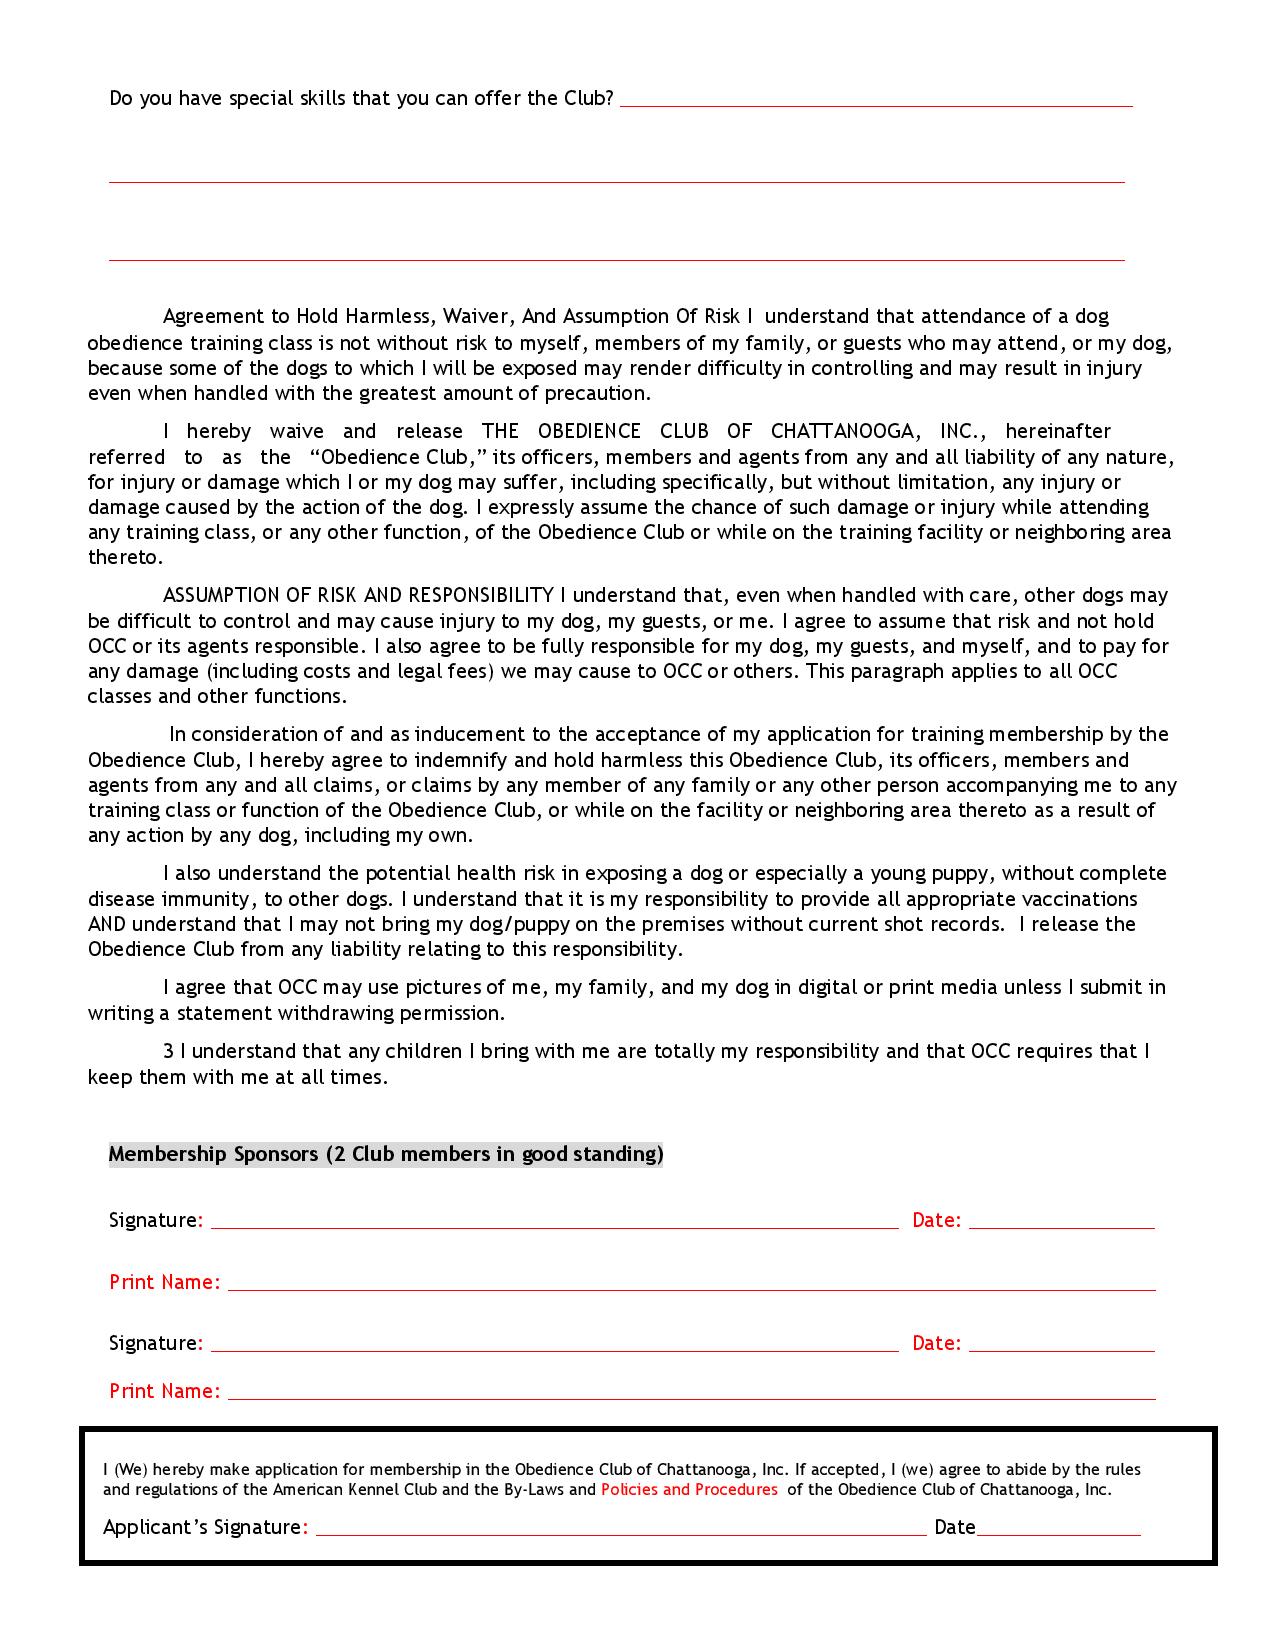 Do you have special skills that you can offer the Club?
Agreement to Hold Harmless, Waiver, And Assumption Of Risk I  understand that attendance of a dog
obedience training class is not without risk to myself, members of my family, or guests who may attend, or my dog,
because some of the dogs to which I will be exposed may render difficulty in controlling and may result in injury
even when handled with the greatest amount of precaution.
I hereby waive and release THE OBEDIENCE CLUB OF CHATTANOOGA, INC., hereinafter
referred to as the “Obedience Club,” its officers, members and agents from any and all liability of any nature,
for injury or damage which I or my dog may suffer, including specifically, but without limitation, any injury or
damage caused by the action of the dog. I expressly assume the chance of such damage or injury while attending
any training class, or any other function, of the Obedience Club or while on the training facility or neighboring area
thereto.
ASSUMPTION OF RISK AND RESPONSIBILITY I understand that, even when handled with care, other dogs may
be difficult to control and may cause injury to my dog, my guests, or me. I agree to assume that risk and not hold
OCC or its agents responsible. I also agree to be fully responsible for my dog, my guests, and myself, and to pay for
any damage (including costs and legal fees) we may cause to OCC or others. This paragraph applies to all OCC
classes and other functions.
In consideration of and as inducement to the acceptance of my application for training membership by the
Obedience Club, I hereby agree to indemnify and hold harmless this Obedience Club, its officers, members and
agents from any and all claims, or claims by any member of any family or any other person accompanying me to any
training class or function of the Obedience Club, or while on the facility or neighboring area thereto as a result of
any action by any dog, including my own.
I also understand the potential health risk in exposing a dog or especially a young puppy, without complete
disease immunity, to other dogs. I understand that it is my responsibility to provide all appropriate vaccinations
AND understand that I may not bring my dog/puppy on the premises without current shot records.  I release the
Obedience Club from any liability relating to this responsibility.
I agree that OCC may use pictures of me, my family, and my dog in digital or print media unless I submit in
writing a statement withdrawing permission.
3 I understand that any children I bring with me are totally my responsibility and that OCC requires that I
keep them with me at all times.
Membership Sponsors (2 Club members in good standing)
Signature: Date:
Print Name:
Signature: Date:
Print Name:
I (We) hereby make application for membership in the Obedience Club of Chattanooga, Inc. If accepted, I (we) agree to abide by the rules
and regulations of the American Kennel Club and the By-Laws and Policies and Procedures  of the Obedience Club of Chattanooga, Inc.
Applicant’s Signature: Date